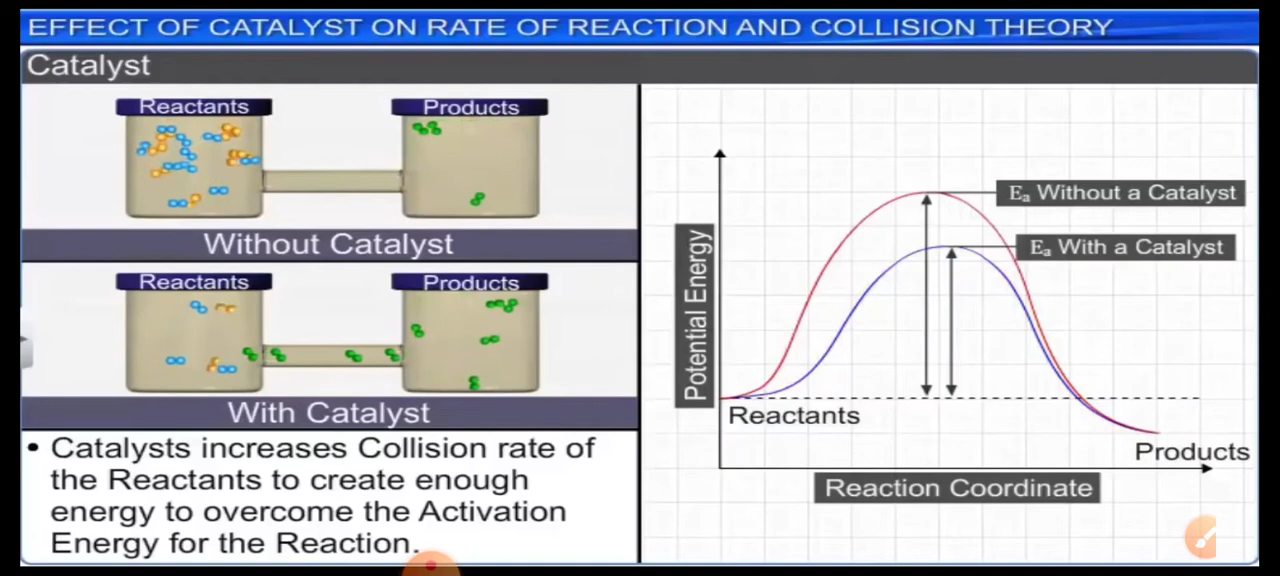 EFFECT OF CATALYST ON RATE OF REACTION AND COLLISION THEORY
Catalyst
Reactants
Products
Without Catalyst
Reactants
Products
With Catalyst
• Catalysts increases Collision rate of
the Reactants to create enough
energy to overcome the Activation
Energy for the Reaction.
Potential Energy
Eₐ Without a Catalyst
Eₐ With a Catalyst
Reactants
Products
Reaction Coordinate